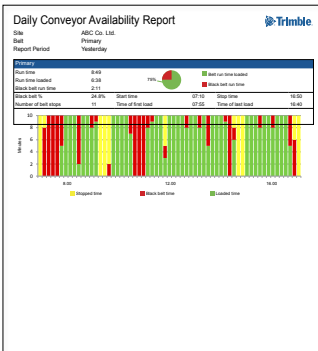 Daily Conveyor Availability Report
Trimble
Site ABC Co. Ltd.
Belt Primary
Report Period Yesterday
Primary
Run time 8:49
Run time loaded 6:38
Black belt run time 2:11
75%
Belt run time loaded
Black belt run time
Black belt % 24.8% Start time 07:10 Stop time 16:50
Number of belt stops 11 Time of first load 07:55 Time of last load 16:40
Minutes
10
8
6
4
2
0
8:00 12:00 16:00
Stopped time Black belt time Loaded time